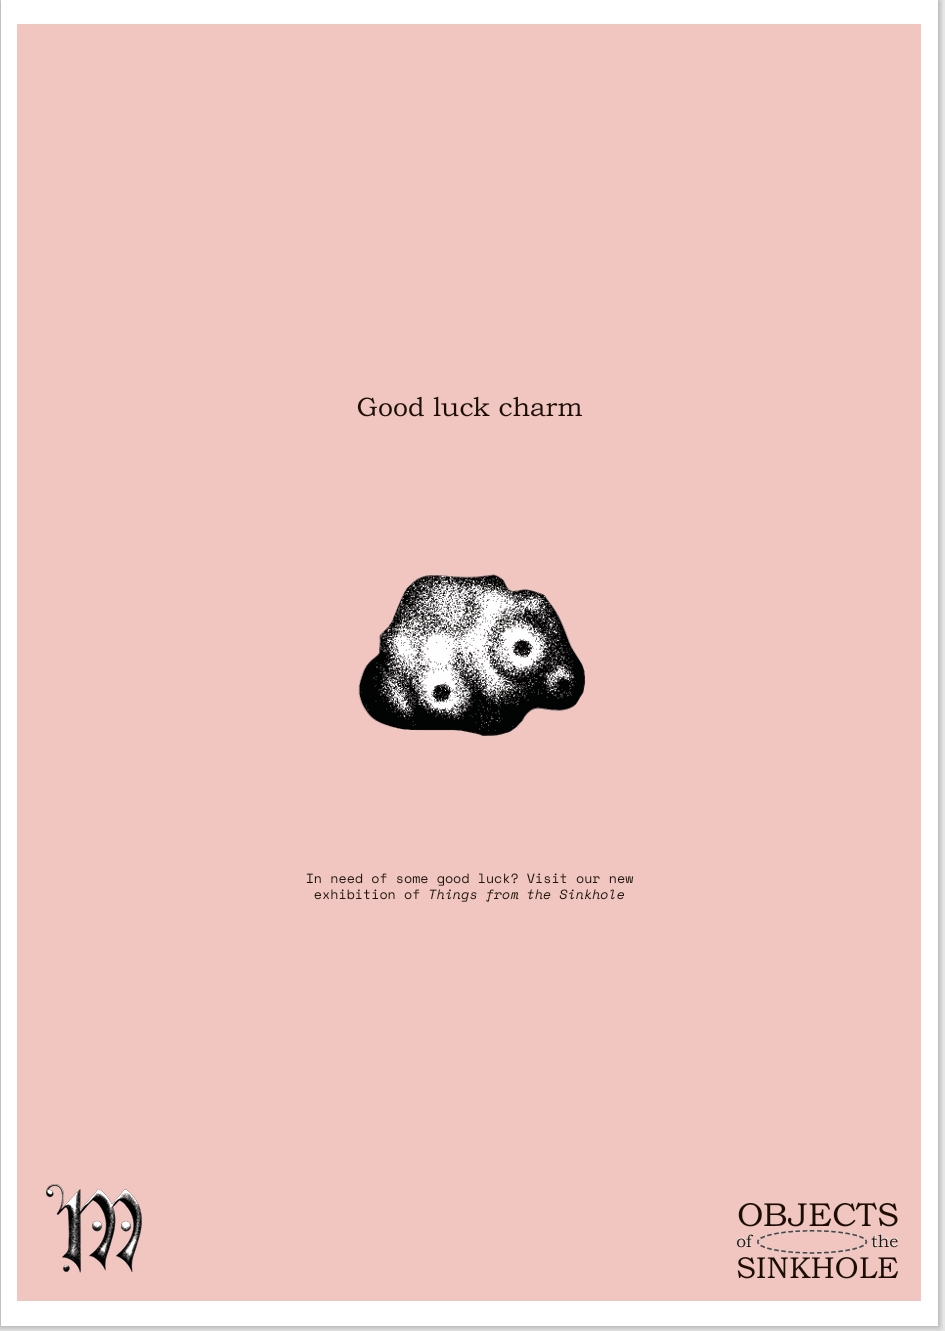 Good luck charm
In need of some good luck? Visit our new
exhibition of Things from the Sinkhole
M
OBJECTS
of the
SINKHOLE